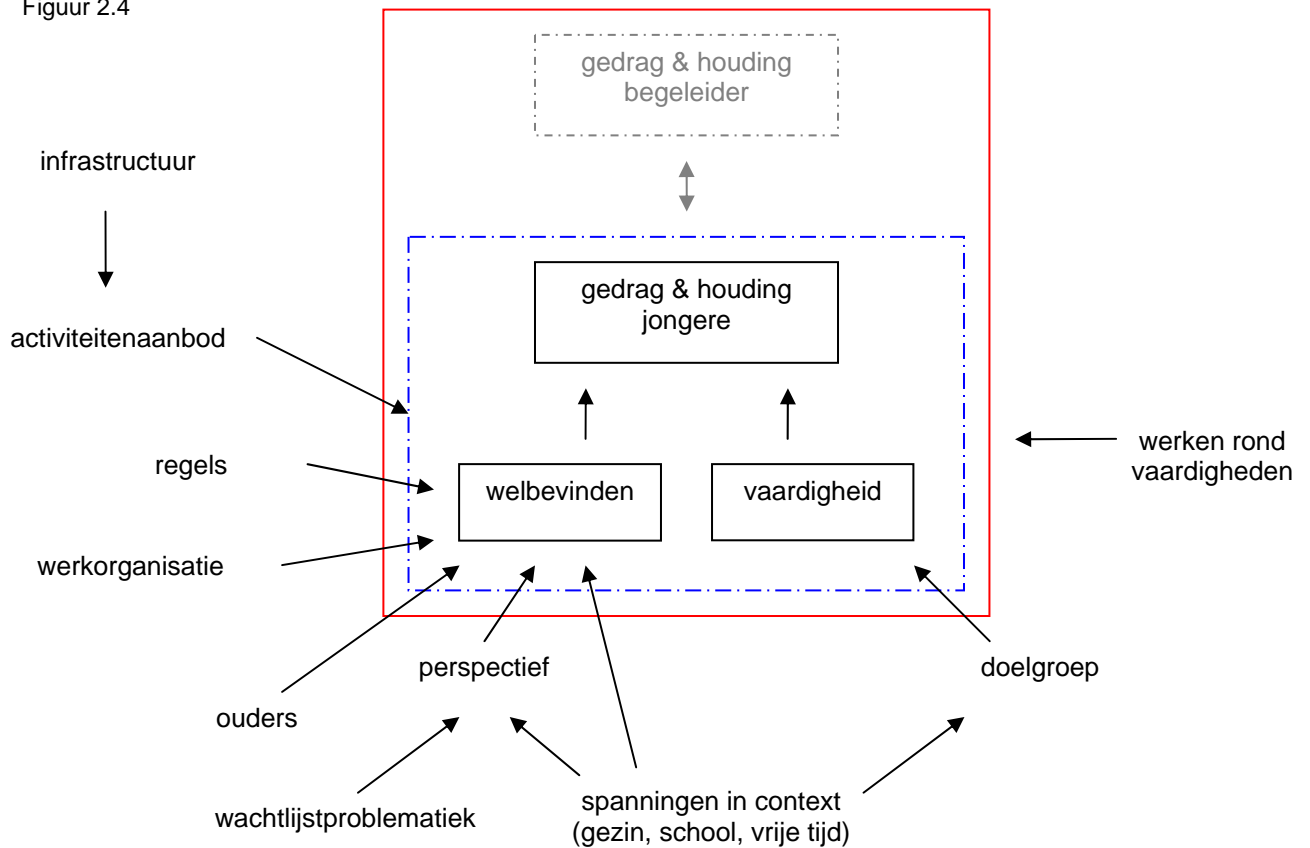 Figuur 2.4
gedrag & houding
begeleider
infrastructuur
gedrag & houding
jongere
activiteitenaanbod
werken rond
vaardigheden
regels
welbevinden
vaardigheid
werkorganisatie
perspectief
doelgroep
ouders
wachtlijstproblematiek
spanningen in context
(gezin, school, vrije tijd)